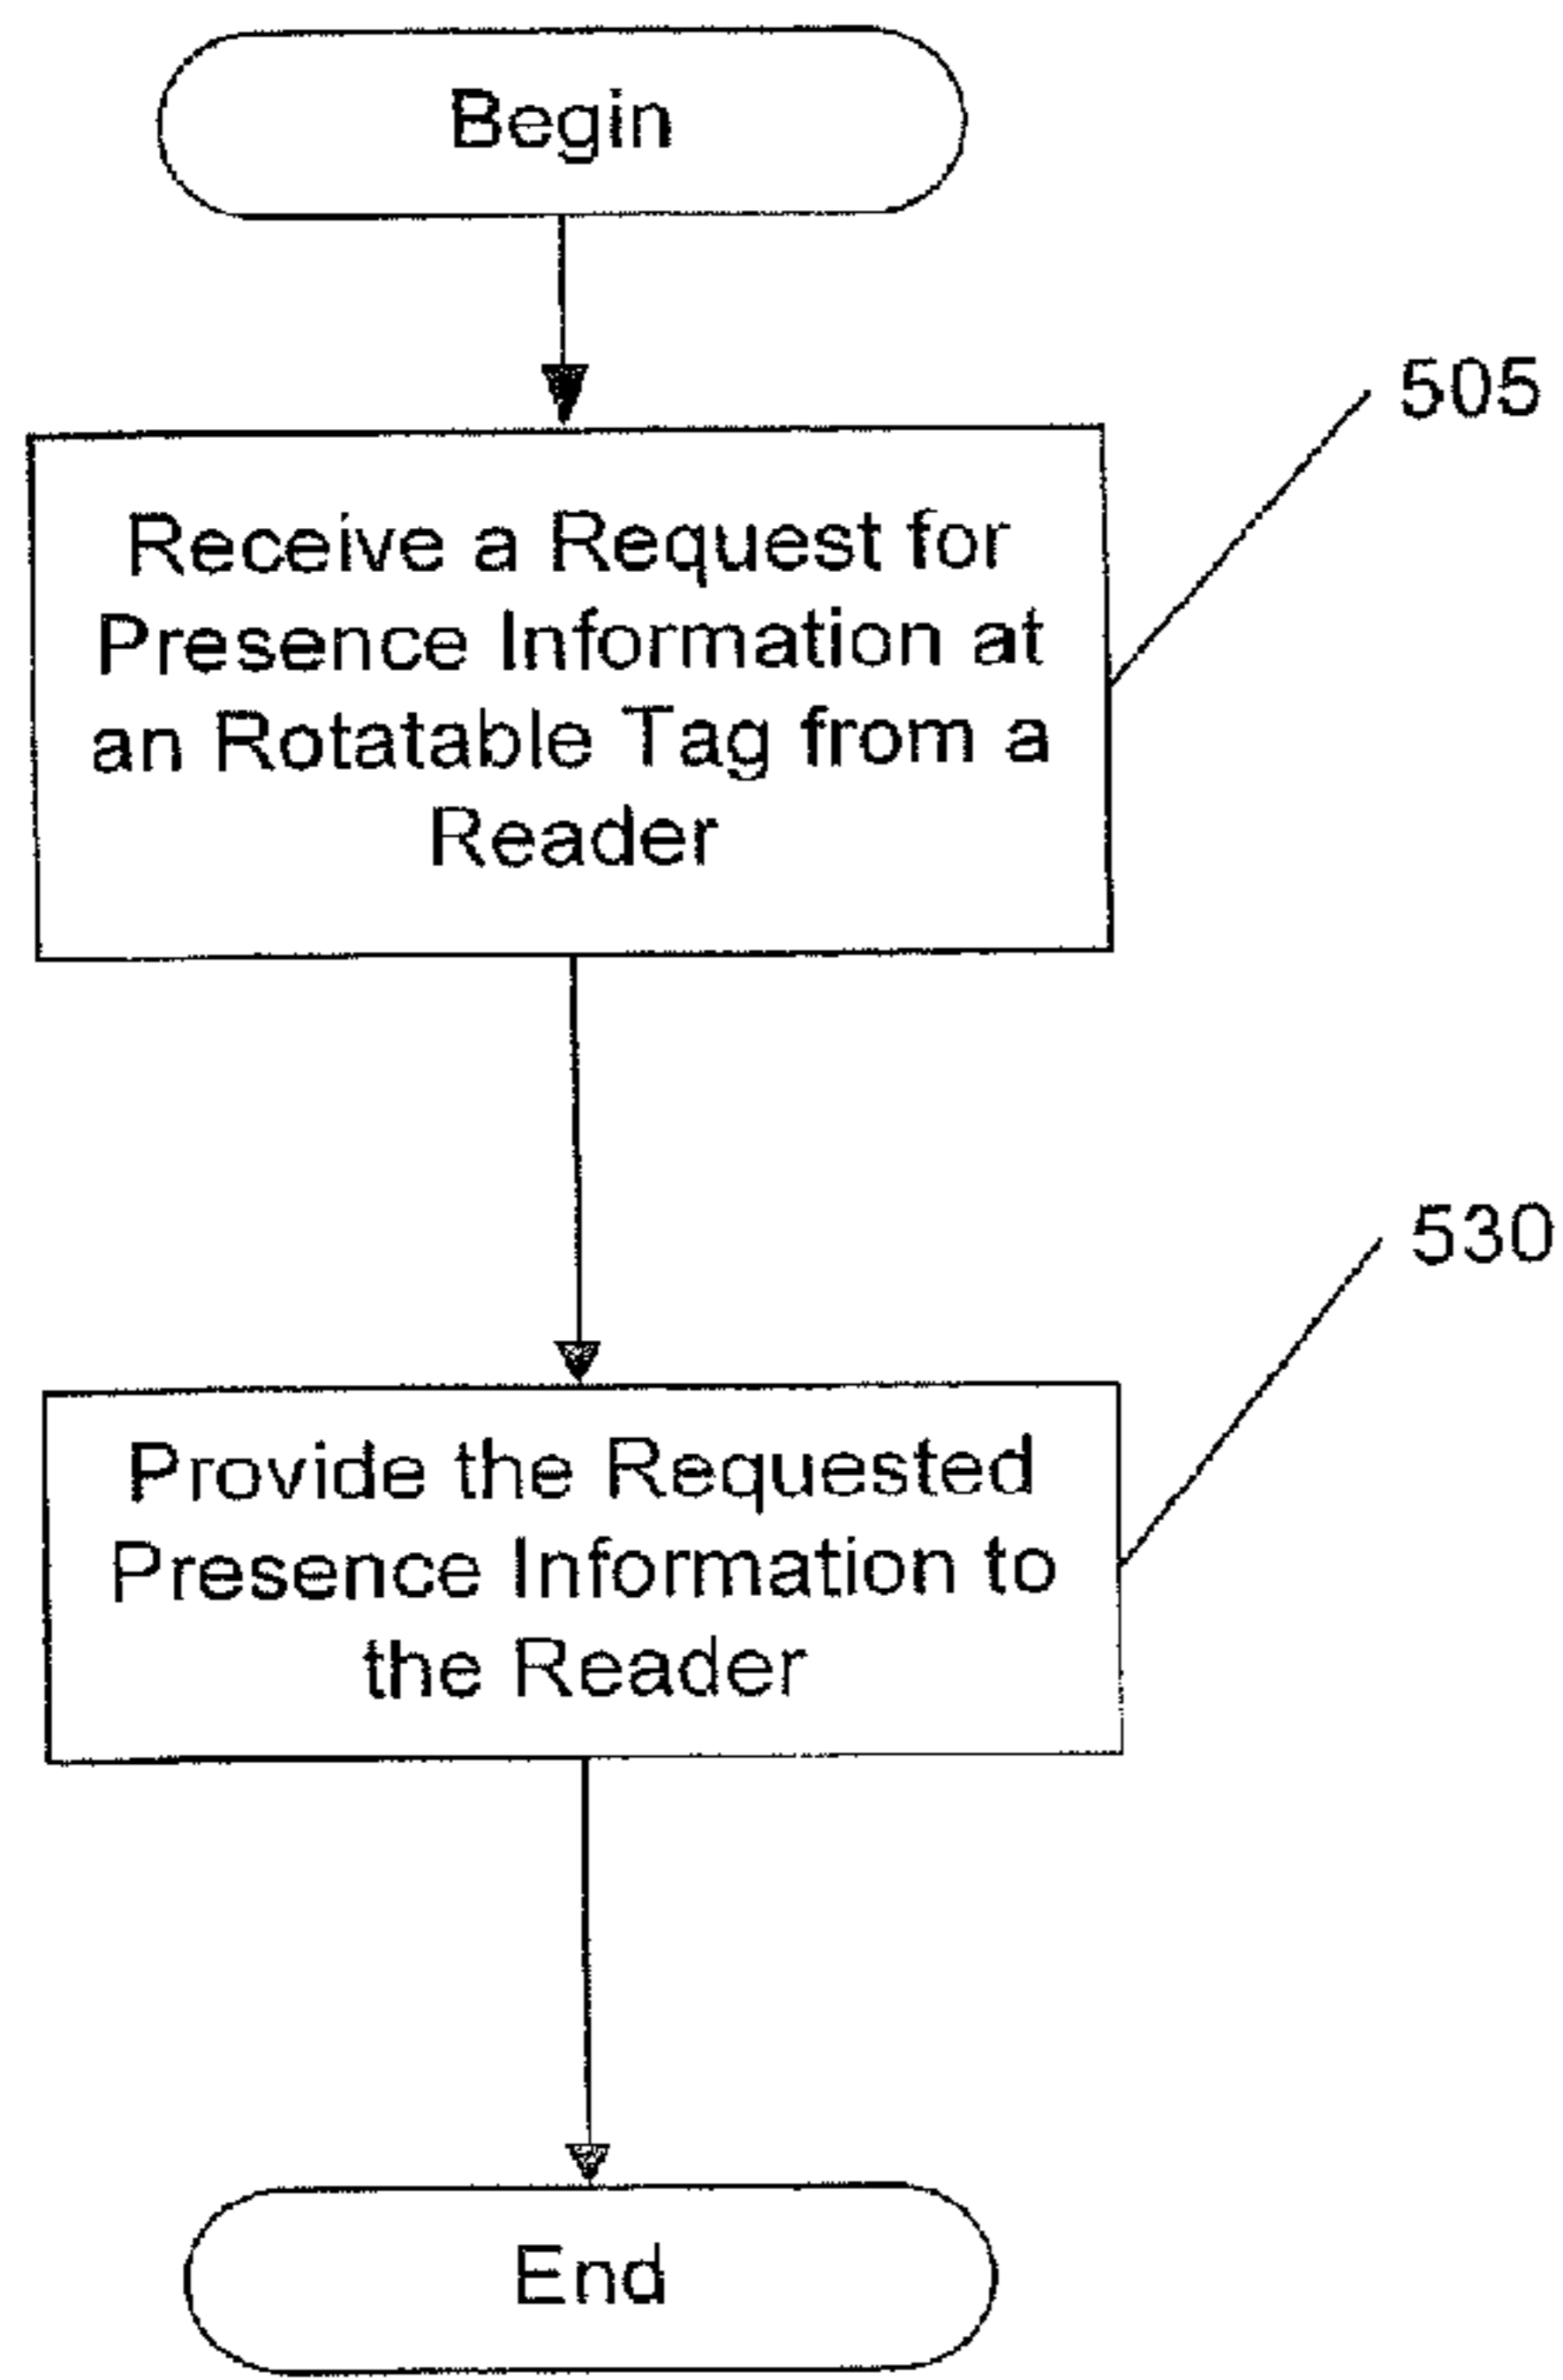 Begin
505
Receive a Request for
Presence Information at
an Rotatable Tag from a
Reader
530
Provide the Requested
Presence Information to
the Reader
End